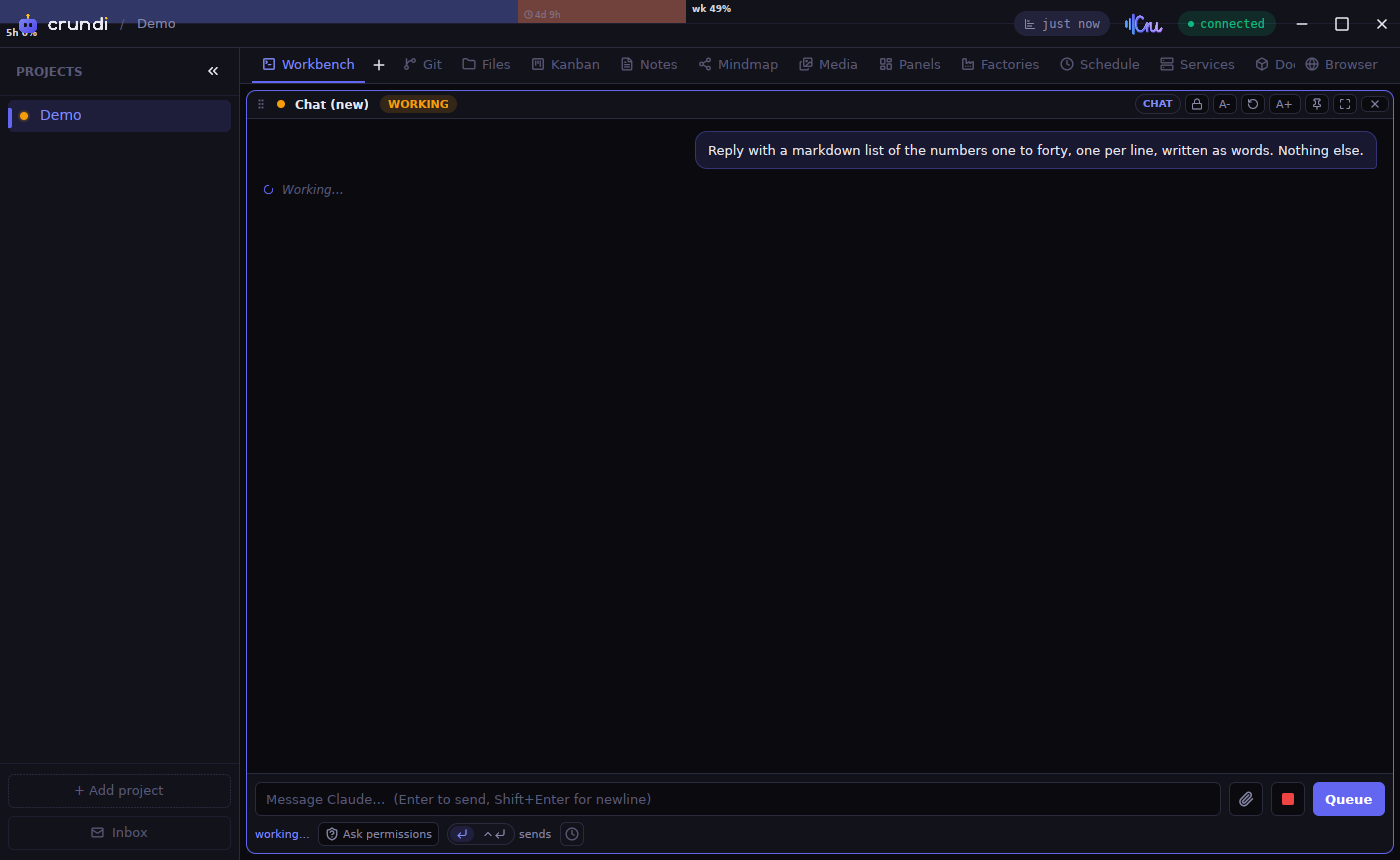 5h 0%
crundi / Demo
4d 9h
wk 49%
just now
Cru
connected
PROJECTS
Demo
+ Add project
Inbox
Workbench + Git Files Kanban Notes Mindmap Media Panels Factories Schedule Services Do Browser
Chat (new) WORKING CHAT A- A+
Reply with a markdown list of the numbers one to forty, one per line, written as words. Nothing else.
Working...
Message Claude... (Enter to send, Shift+Enter for newline) Queue
working... Ask permissions sends